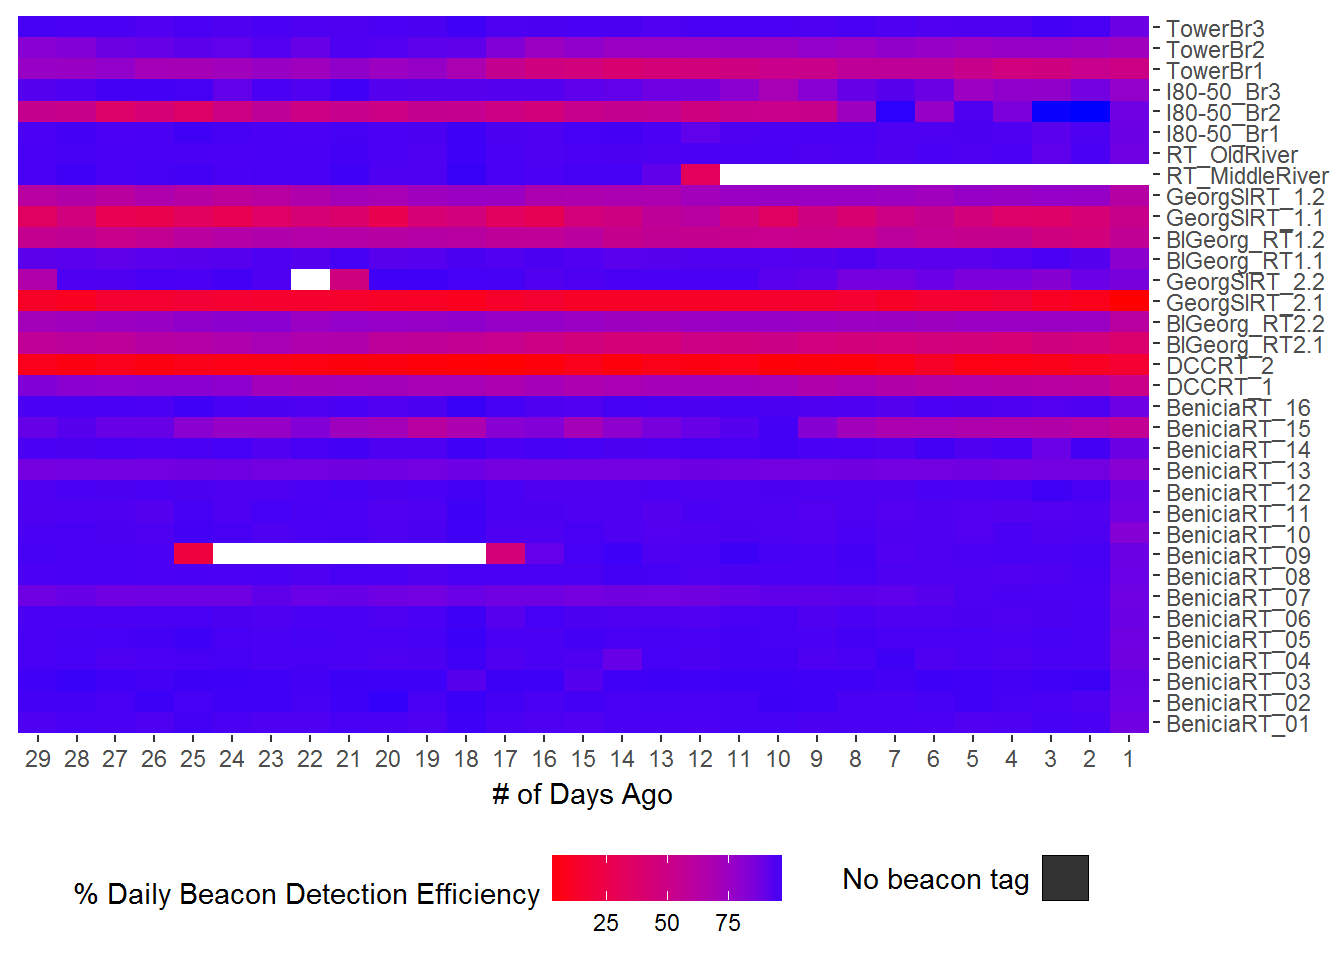 TowerBr3
TowerBr2
TowerBr1
I80-50_Br3
I80-50_Br2
I80-50_Br1
RT_OldRiver
RT_MiddleRiver
GeorgSlRT_1.2
GeorgSlRT_1.1
BlGeorg_RT1.2
BlGeorg_RT1.1
GeorgSlRT_2.2
GeorgSlRT_2.1
BlGeorg_RT2.2
BlGeorg_RT2.1
DCCRT_2
DCCRT_1
BeniciaRT_16
BeniciaRT_15
BeniciaRT_14
BeniciaRT_13
BeniciaRT_12
BeniciaRT_11
BeniciaRT_10
BeniciaRT_09
BeniciaRT_08
BeniciaRT_07
BeniciaRT_06
BeniciaRT_05
BeniciaRT_04
BeniciaRT_03
BeniciaRT_02
BeniciaRT_01
29 28 27 26 25 24 23 22 21 20 19 18 17 16 15 14 13 12 11 10 9 8 7 6 5 4 3 2 1
# of Days Ago
% Daily Beacon Detection Efficiency
25 50 75
No beacon tag